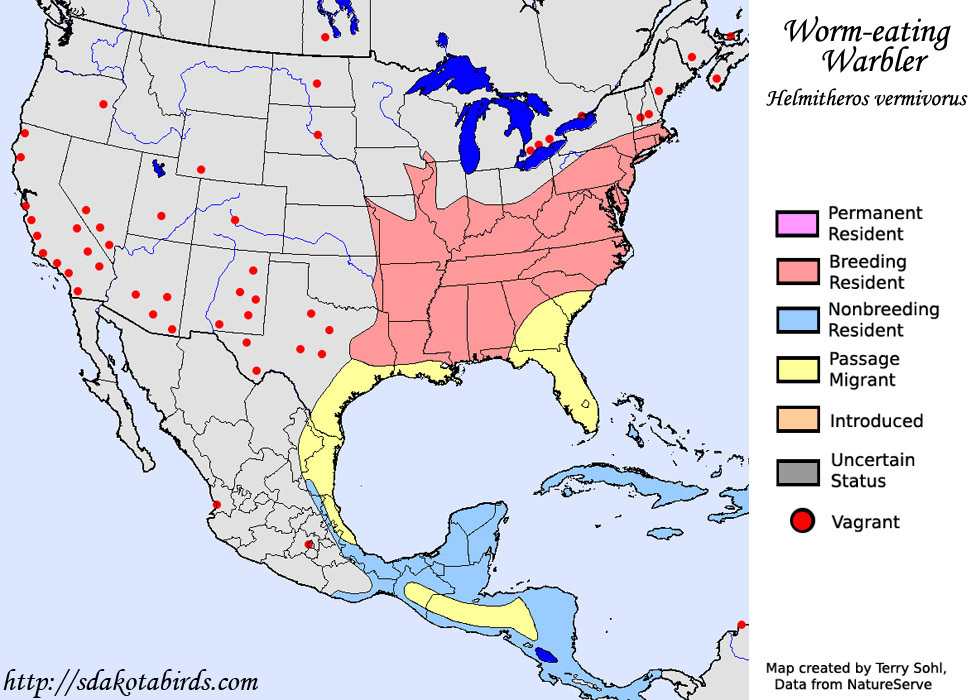 Worm-eating
Warbler
Helmitheros vermivorus
Permanent
Resident
Breeding
Resident
Nonbreeding
Resident
Passage
Migrant
Introduced
Uncertain
Status
Vagrant
http://sdakotabirds.com
Map created by Terry Sohl,
Data from NatureServe